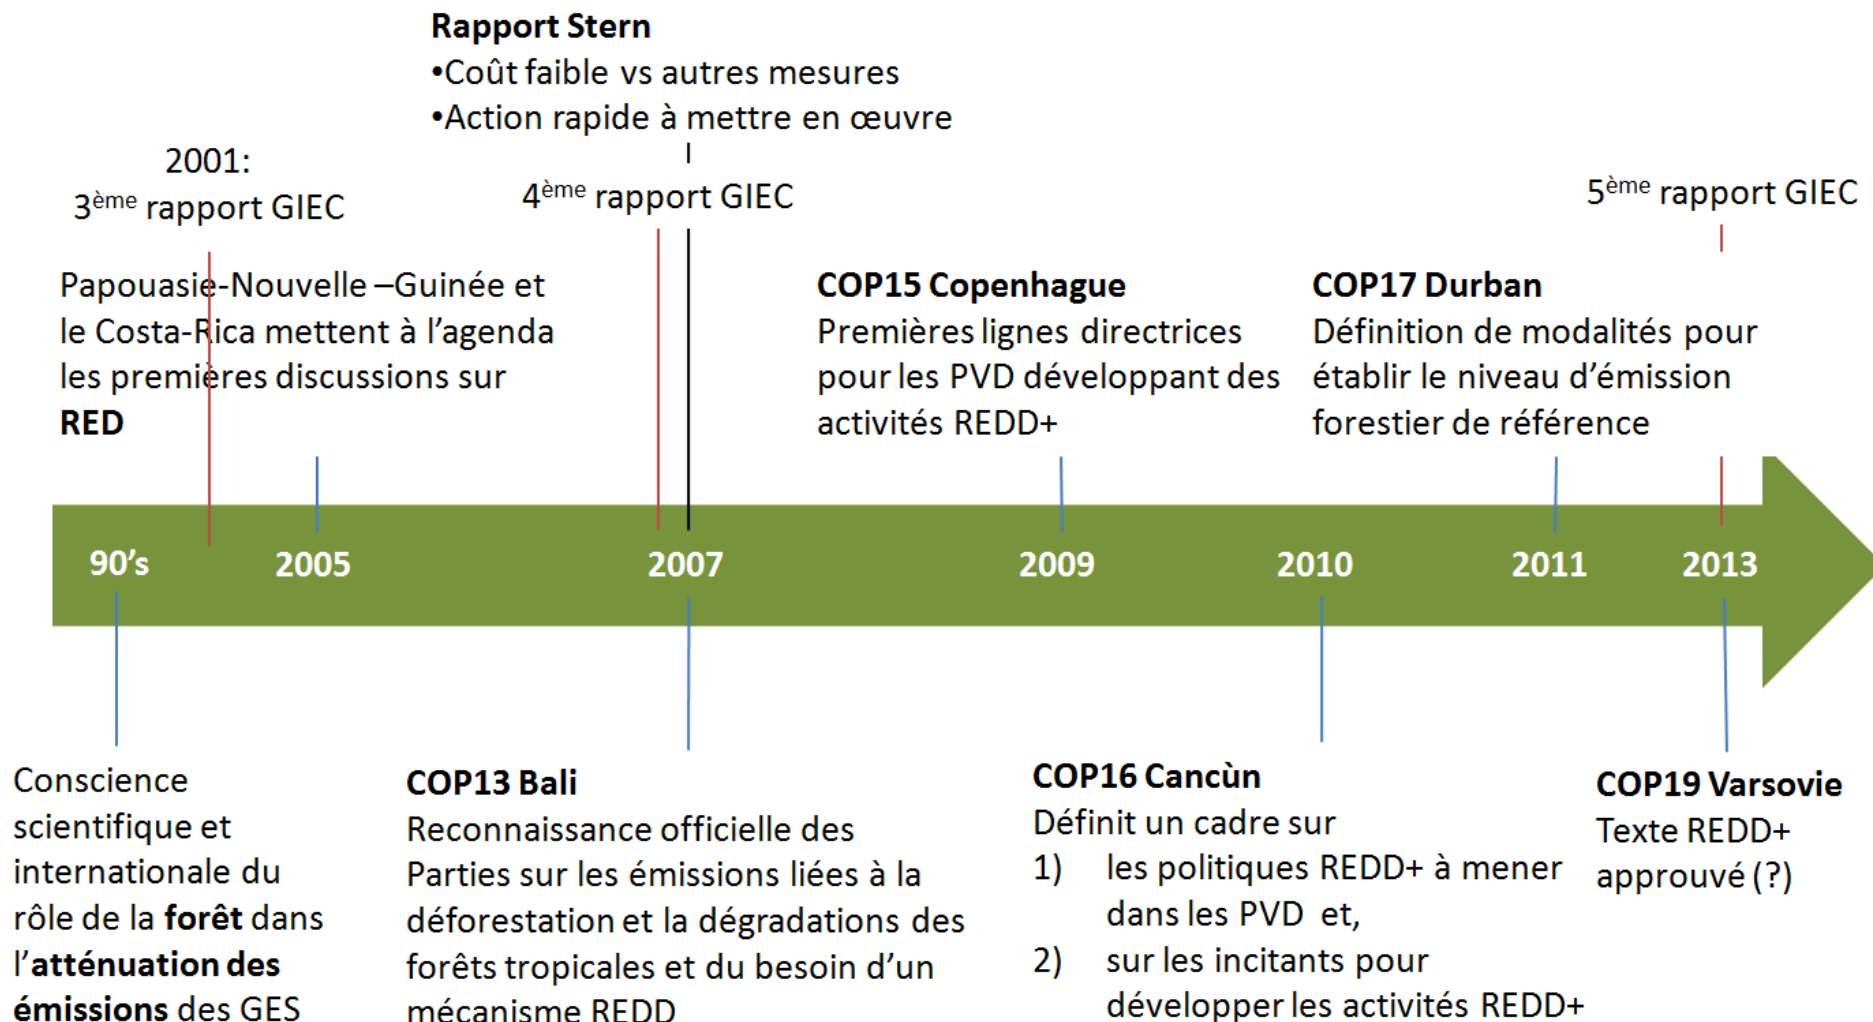 Rapport Stern
•Coût faible vs autres mesures
•Action rapide à mettre en œuvre
2001:
3ème rapport GIEC
4ème rapport GIEC
5ème rapport GIEC
Papouasie-Nouvelle –Guinée et
le Costa-Rica mettent à l’agenda
les premières discussions sur
RED
COP15 Copenhague
Premières lignes directrices
pour les PVD développant des
activités REDD+
COP17 Durban
Définition de modalités pour
établir le niveau d’émission
forestier de référence
90’s
2005
2007
2009
2010
2011
2013
Conscience
scientifique et
internationale du
rôle de la forêt dans
l’atténuation des
émissions des GES
COP13 Bali
Reconnaissance officielle des
Parties sur les émissions liées à la
déforestation et la dégradations des
forêts tropicales et du besoin d’un
mécanisme REDD
COP16 Cancùn
Définit un cadre sur
1) les politiques REDD+ à mener
dans les PVD et,
2) sur les incitants pour
développer les activités REDD+
COP19 Varsovie
Texte REDD+
approuvé (?)